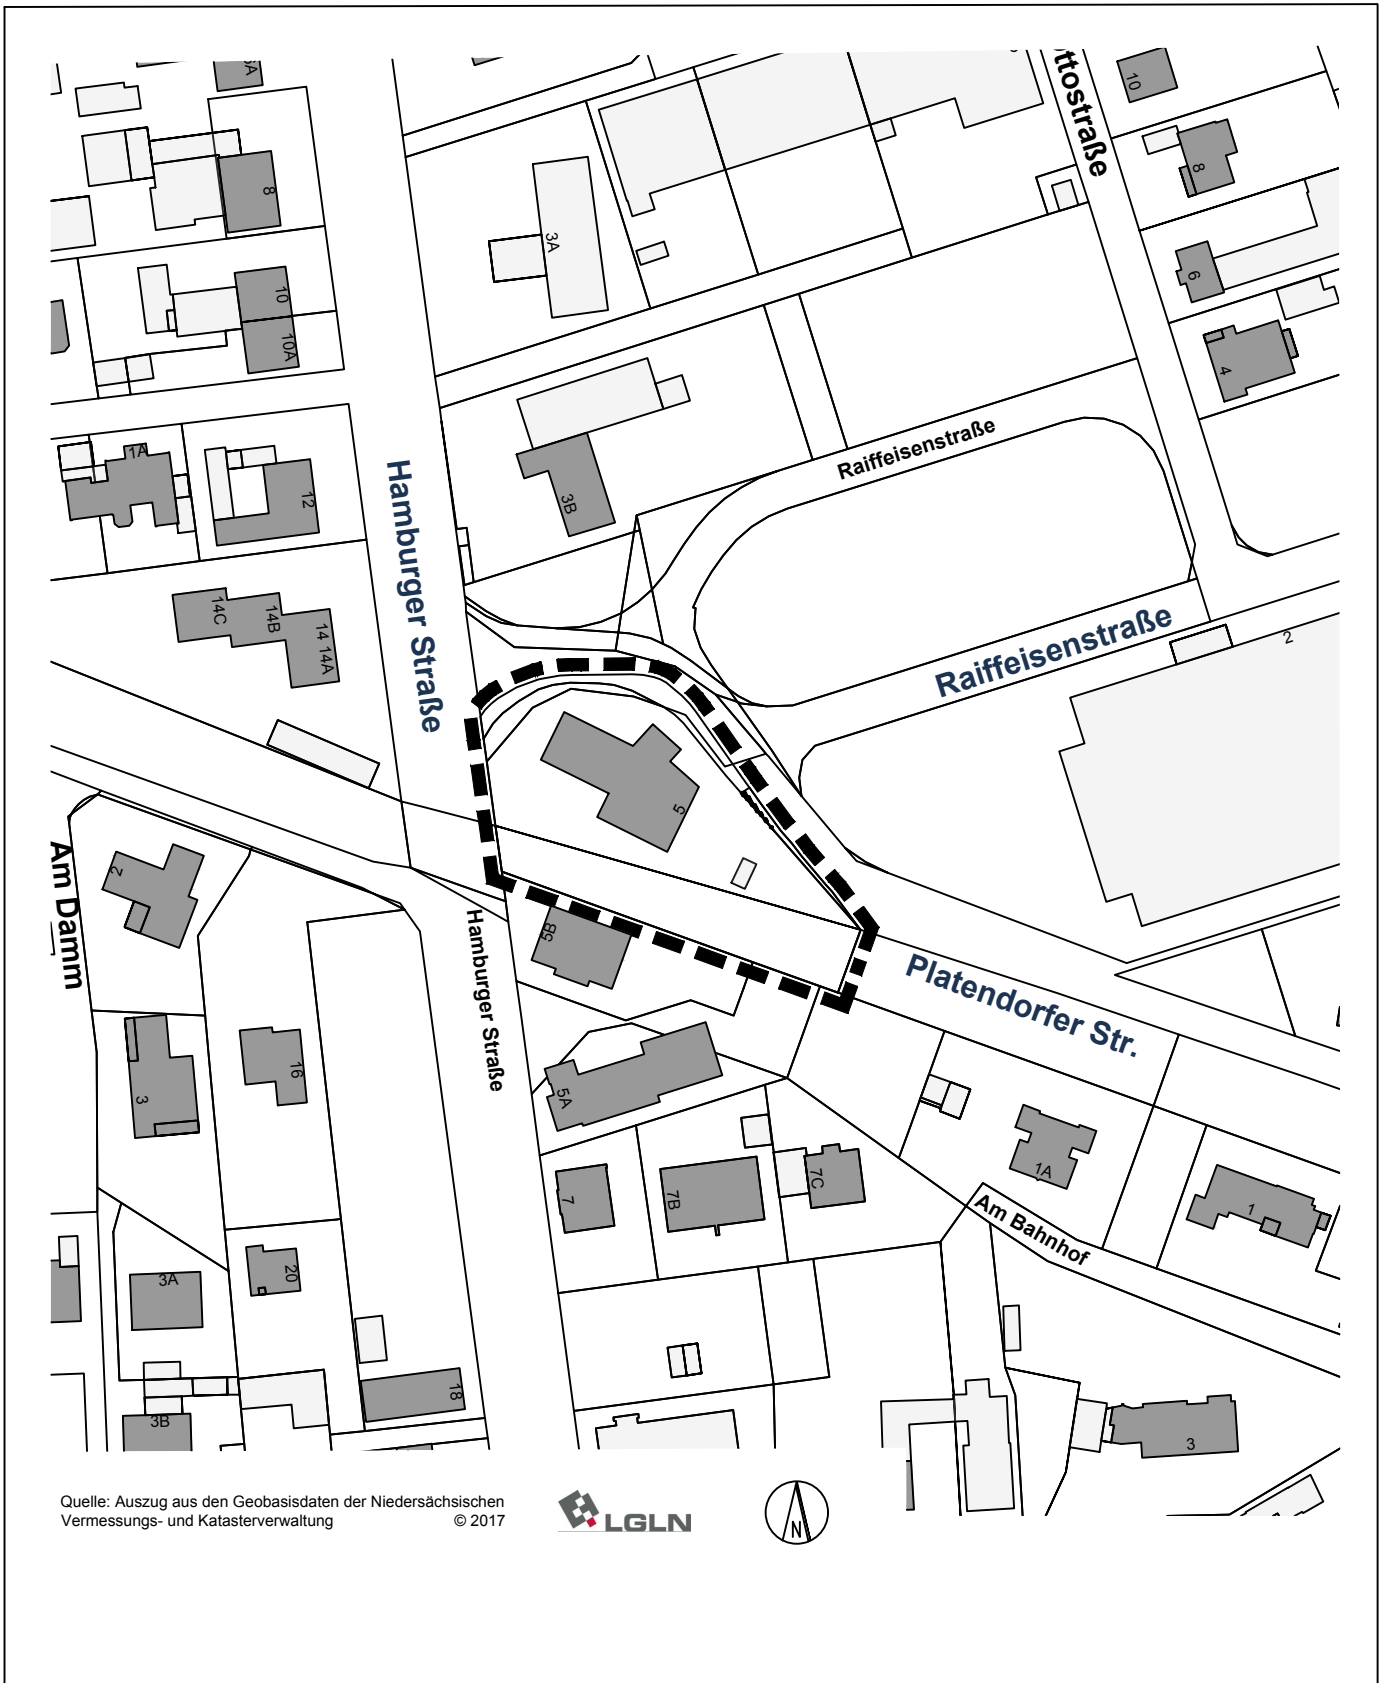 6A
10
ttostraße
8
8
3A
6
10
10A
4
Raiffeisenstraße
1A
12
3B
Hamburger Straße
14C
14B
14
14A
Raiffeisenstraße
2
5
Am Damm
2
5B
Hamburger Straße
Platendorfer Str.
16
3
5A
1A
7
7B
7C
1
Am Bahnhof
20
3A
18
3B
3
Quelle: Auszug aus den Geobasisdaten der Niedersächsischen
Vermessungs- und Katasterverwaltung © 2017
LGLN
N